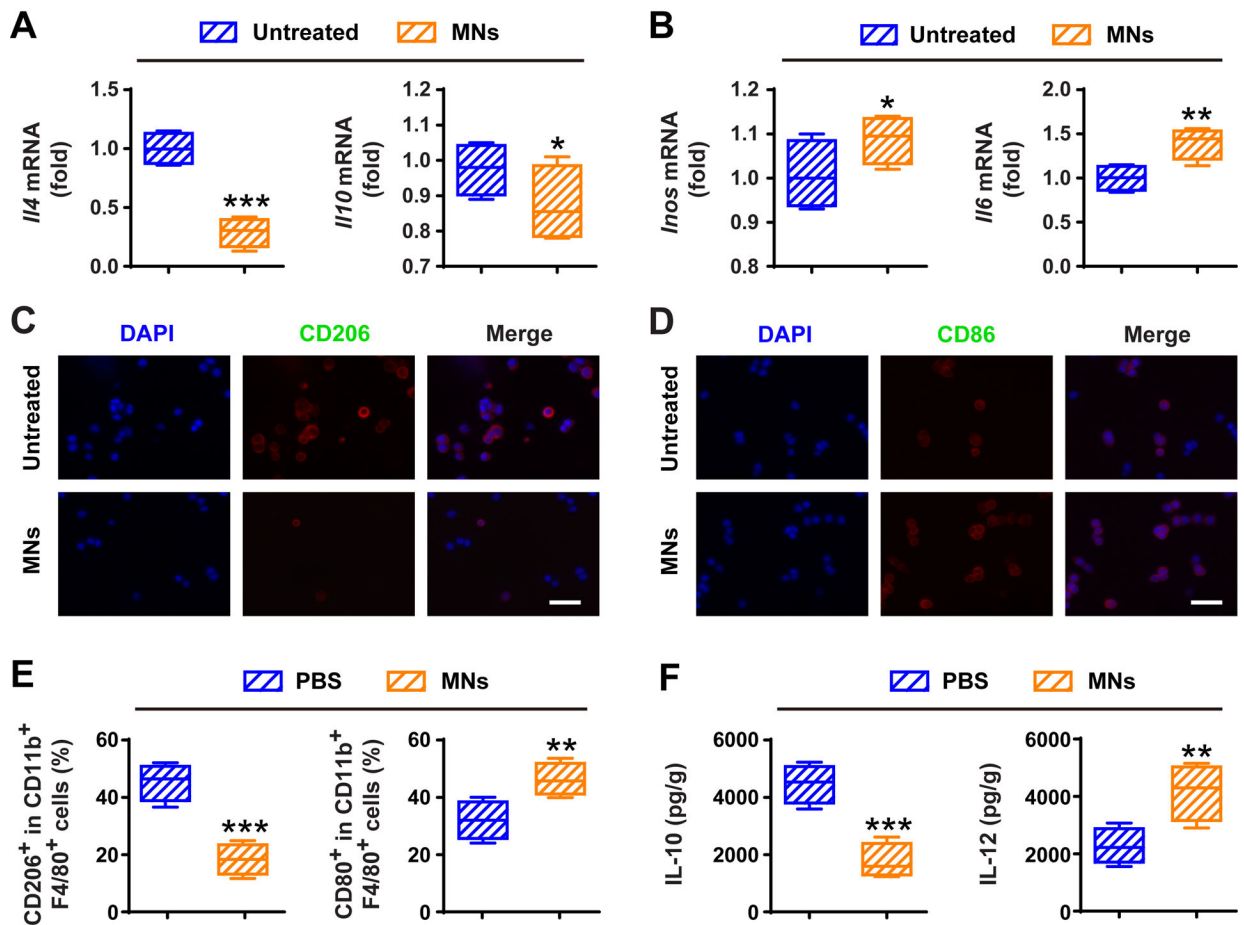 A
Untreated
MNs
Il4 mRNA
(fold)
1.5
1.0
0.5
0.0
***
Il10 mRNA
(fold)
1.2
1.1
1.0
0.9
0.8
0.7
*
B
Untreated
MNs
Inos mRNA
(fold)
1.2
1.1
1.0
0.9
0.8
*
Il6 mRNA
(fold)
2.0
1.5
1.0
0.5
0.0
**
C
DAPI
CD206
Merge
Untreated
MNs
D
DAPI
CD86
Merge
Untreated
MNs
E
PBS
MNs
CD206+ in CD11b+
F4/80+ cells (%)
60
40
20
0
***
CD80+ in CD11b+
F4/80+ cells (%)
60
40
20
0
**
F
PBS
MNs
IL-10 (pg/g)
6000
4000
2000
0
***
IL-12 (pg/g)
6000
4000
2000
0
**